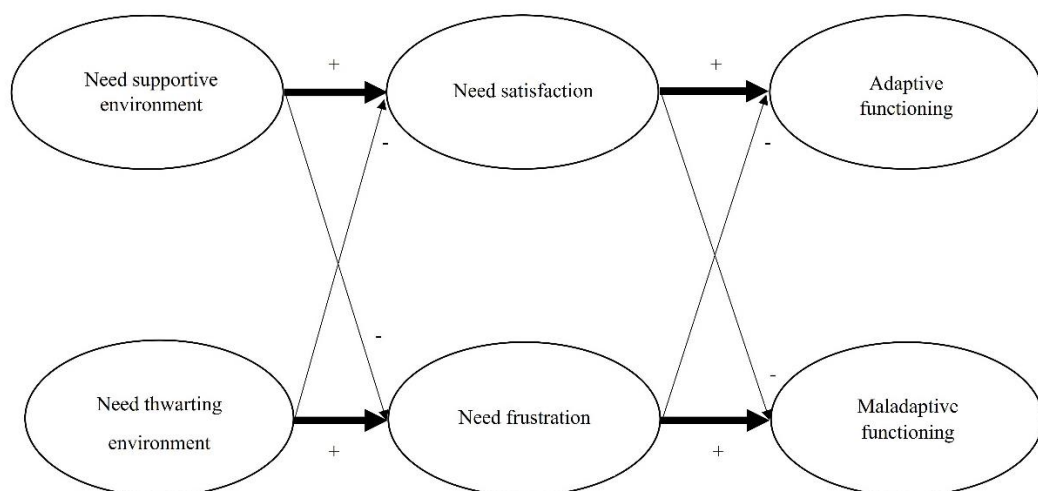 Need supportive
environment
+
Need satisfaction
+
Adaptive
functioning
-
-
-
-
Need thwarting
environment
+
Need frustration
+
Maladaptive
functioning